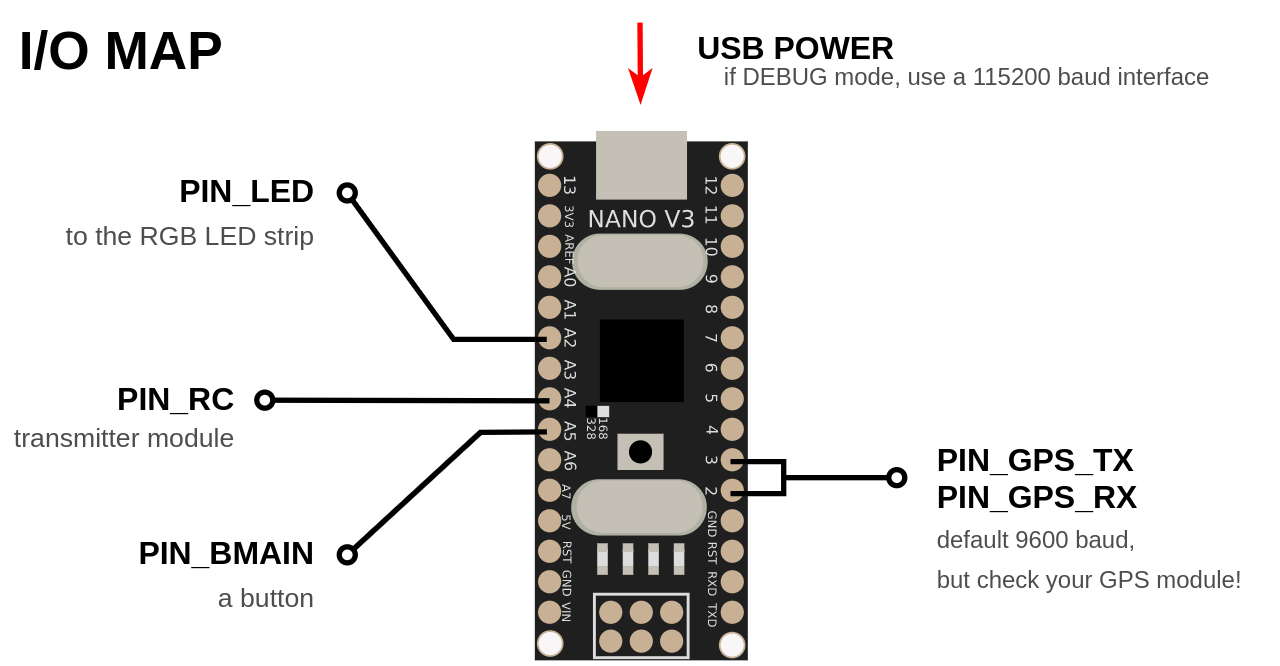 I/O MAP
USB POWER
if DEBUG mode, use a 115200 baud interface
PIN_LED
to the RGB LED strip
PIN_RC
transmitter module
PIN_BMAIN
a button
NANO V3
13
3V3
AREF
A0
A1
A2
A3
A4
A5
A6
A7
5V
RST
GND
VIN
328
168
12
11
10
9
8
7
6
5
4
3
2
GND
RST
RXD
TXD
PIN_GPS_TX
PIN_GPS_RX
default 9600 baud,
but check your GPS module!